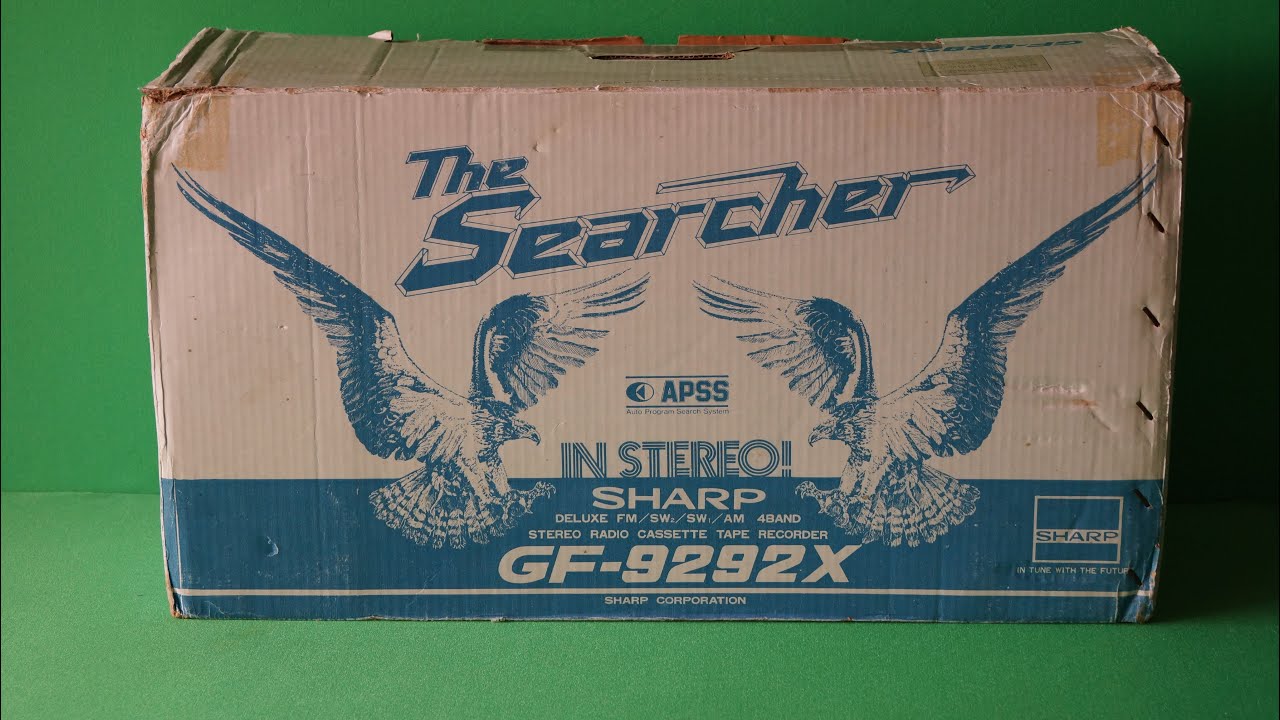 GF-9292X
The
Searcher
APSS
Auto Program Search System
IN STEREO!
SHARP
DELUXE FM/SW₂/SW₁/AM 4BAND
STEREO RADIO CASSETTE TAPE RECORDER
GF-9292X
SHARP CORPORATION
SHARP
IN TUNE WITH THE FUTUR